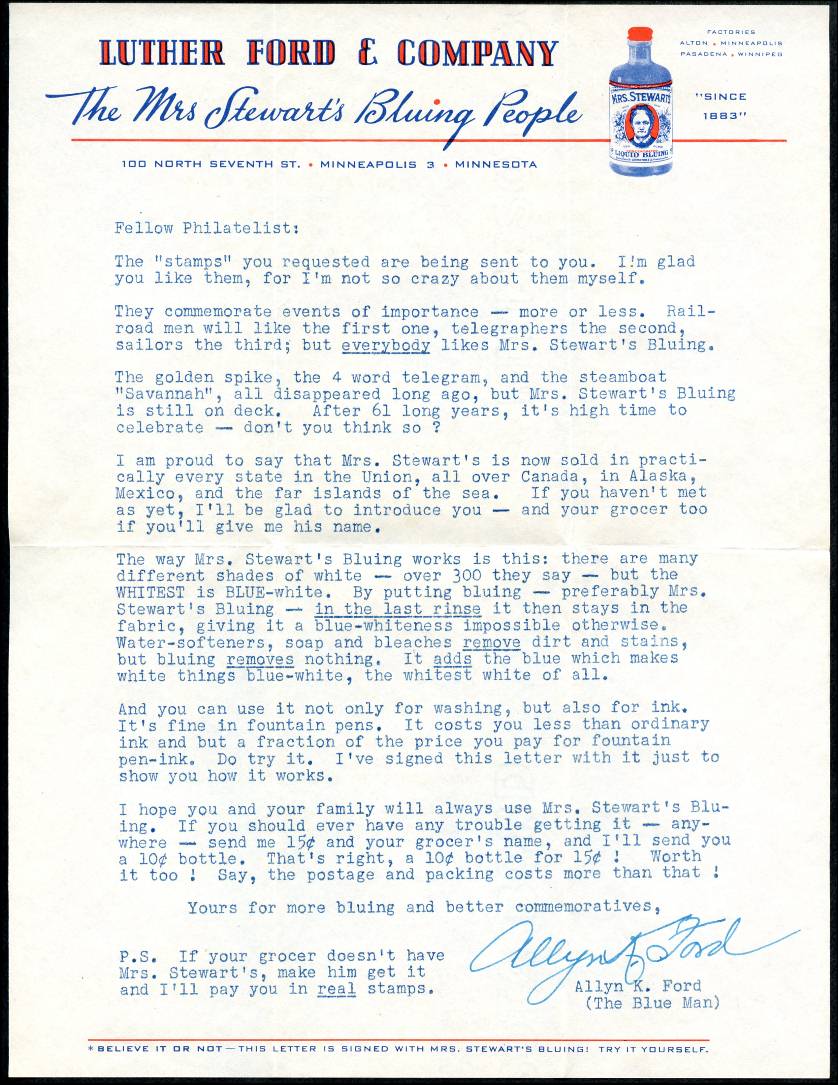 LUTHER FORD & COMPANY
The Mrs Stewart's Bluing People
100 NORTH SEVENTH ST. • MINNEAPOLIS 3 • MINNESOTA
FACTORIES
ALTON • MINNEAPOLIS
PASADENA • WINNIPEG
"SINCE
1883"
MRS. STEWART'S
LIQUID BLUING
Fellow Philatelist:
The "stamps" you requested are being sent to you. I'm glad
you like them, for I'm not so crazy about them myself.
They commemorate events of importance — more or less. Rail-
road men will like the first one, telegraphers the second,
sailors the third; but everybody likes Mrs. Stewart's Bluing.
The golden spike, the 4 word telegram, and the steamboat
"Savannah", all disappeared long ago, but Mrs. Stewart's Bluing
is still on deck. After 61 long years, it's high time to
celebrate — don't you think so ?
I am proud to say that Mrs. Stewart's is now sold in practi-
cally every state in the Union, all over Canada, in Alaska,
Mexico, and the far islands of the sea. If you haven't met
as yet, I'll be glad to introduce you — and your grocer too
if you'll give me his name.
The way Mrs. Stewart's Bluing works is this: there are many
different shades of white — over 300 they say — but the
WHITEST is BLUE-white. By putting bluing — preferably Mrs.
Stewart's Bluing — in the last rinse it then stays in the
fabric, giving it a blue-whiteness impossible otherwise.
Water-softeners, soap and bleaches remove dirt and stains,
but bluing removes nothing. It adds the blue which makes
white things blue-white, the whitest white of all.
And you can use it not only for washing, but also for ink.
It's fine in fountain pens. It costs you less than ordinary
ink and but a fraction of the price you pay for fountain
pen-ink. Do try it. I've signed this letter with it just to
show you how it works.
I hope you and your family will always use Mrs. Stewart's Blu-
ing. If you should ever have any trouble getting it — any-
where — send me 15¢ and your grocer's name, and I'll send you
a 10¢ bottle. That's right, a 10¢ bottle for 15¢ ! Worth
it too ! Say, the postage and packing costs more than that !
Yours for more bluing and better commemoratives,
Allyn K Ford
P.S. If your grocer doesn't have
Mrs. Stewart's, make him get it
and I'll pay you in real stamps.
Allyn K. Ford
(The Blue Man)
* BELIEVE IT OR NOT — THIS LETTER IS SIGNED WITH MRS. STEWART'S BLUING! TRY IT YOURSELF.